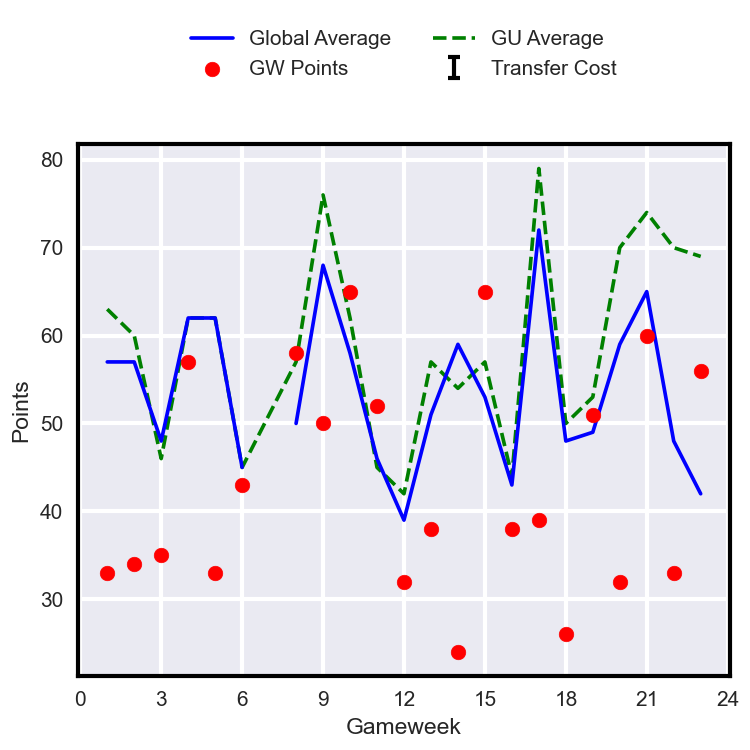 Global Average
GU Average
GW Points
Transfer Cost
80
70
60
50
40
30
Points
0 3 6 9 12 15 18 21 24
Gameweek